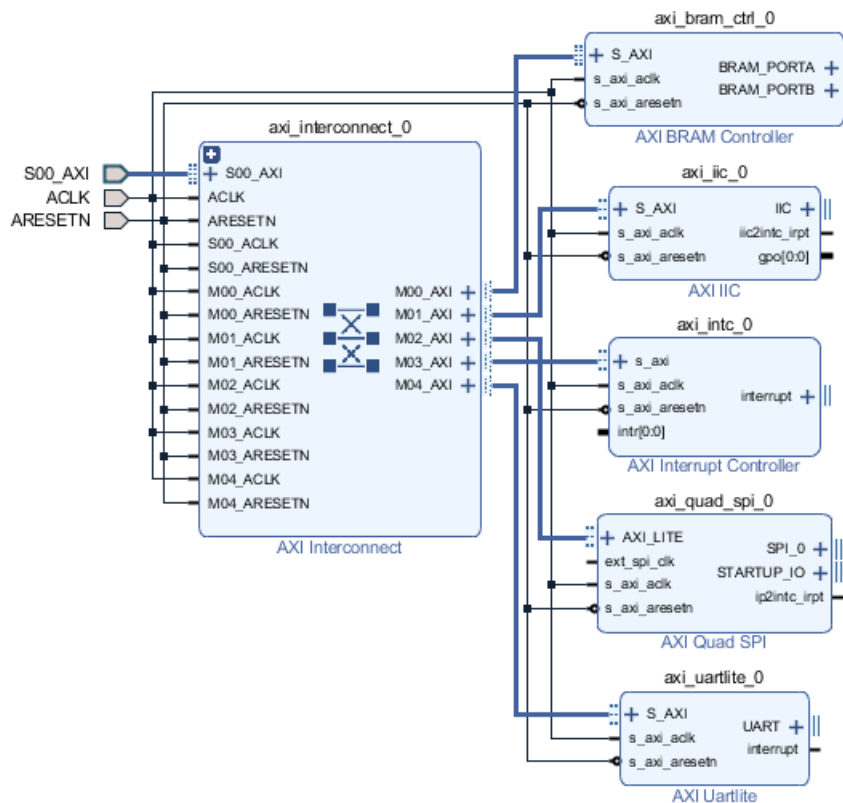 S00_AXI
ACLK
ARESETN
axi_interconnect_0
S00_AXI
ACLK
ARESETN
S00_ACLK
S00_ARESETN
M00_ACLK
M00_ARESETN
M01_ACLK
M01_ARESETN
M02_ACLK
M02_ARESETN
M03_ACLK
M03_ARESETN
M04_ACLK
M04_ARESETN
M00_AXI
M01_AXI
M02_AXI
M03_AXI
M04_AXI
AXI Interconnect
axi_bram_ctrl_0
S_AXI
s_axi_aclk
s_axi_aresetn
BRAM_PORTA
BRAM_PORTB
AXI BRAM Controller
axi_iic_0
S_AXI
s_axi_aclk
s_axi_aresetn
IIC
iic2intc_irpt
gpo[0:0]
AXI IIC
axi_intc_0
s_axi
s_axi_aclk
s_axi_aresetn
intr[0:0]
interrupt
AXI Interrupt Controller
axi_quad_spi_0
AXI_LITE
ext_spi_clk
s_axi_aclk
s_axi_aresetn
SPI_0
STARTUP_IO
ip2intc_irpt
AXI Quad SPI
axi_uartlite_0
S_AXI
s_axi_aclk
s_axi_aresetn
UART
interrupt
AXI Uartlite